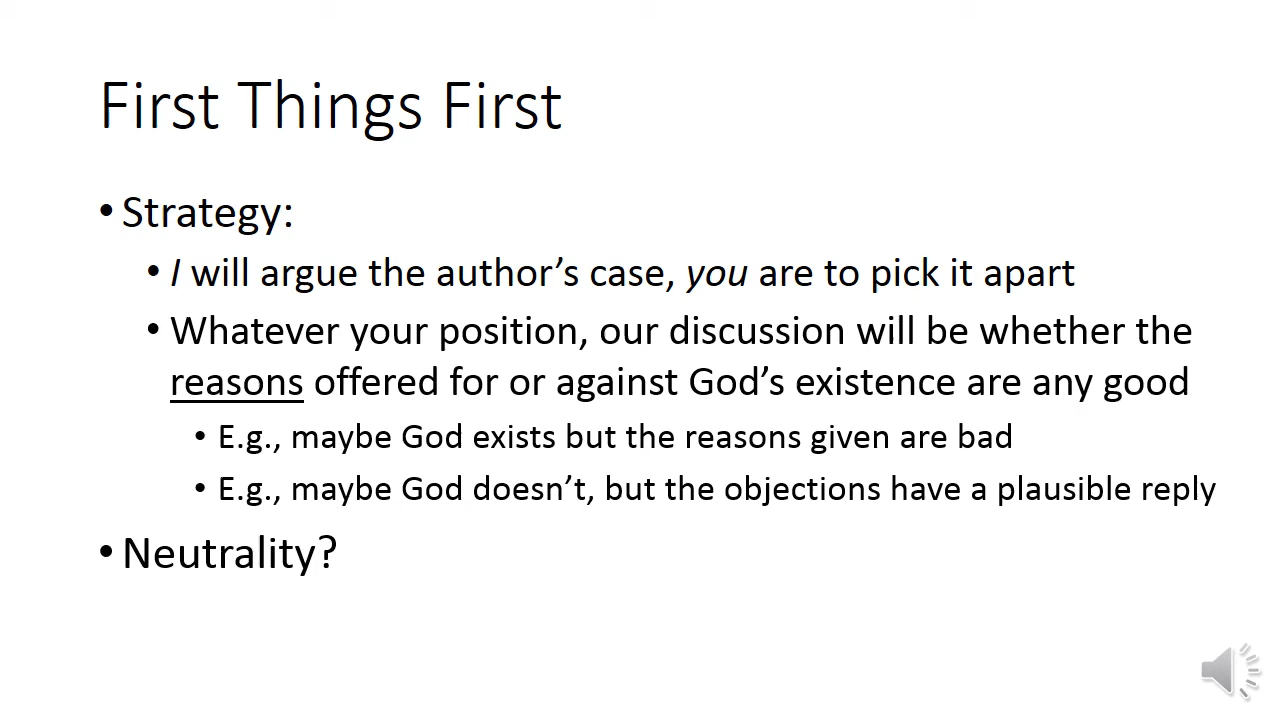 First Things First
• Strategy:
• I will argue the author’s case, you are to pick it apart
• Whatever your position, our discussion will be whether the
reasons offered for or against God’s existence are any good
• E.g., maybe God exists but the reasons given are bad
• E.g., maybe God doesn’t, but the objections have a plausible reply
• Neutrality?